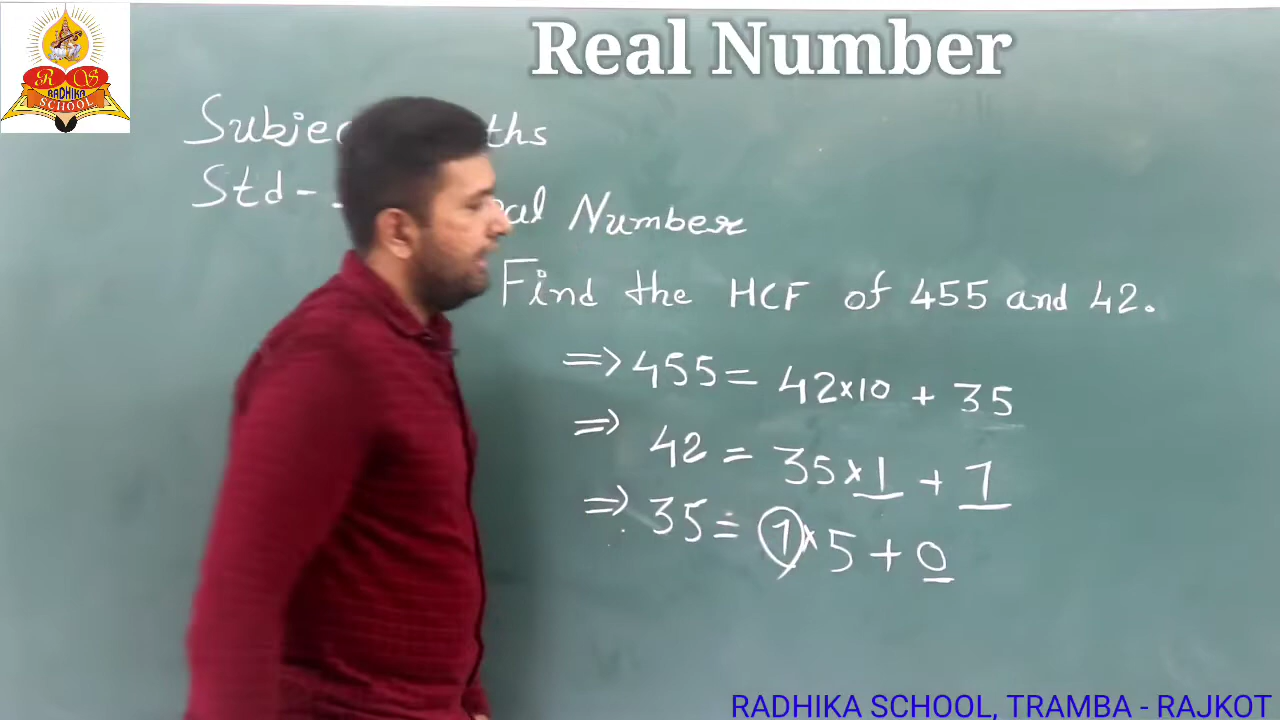 Real Number
R S
RADHIKA
SCHOOL
Subjec ths
Std -
al Number
Find the HCF of 455 and 42.
⇒ 455 = 42×10 + 35
⇒ 42 = 35×1 + 7
⇒ 35 = 7×5 + 0
RADHIKA SCHOOL, TRAMBA - RAJKOT